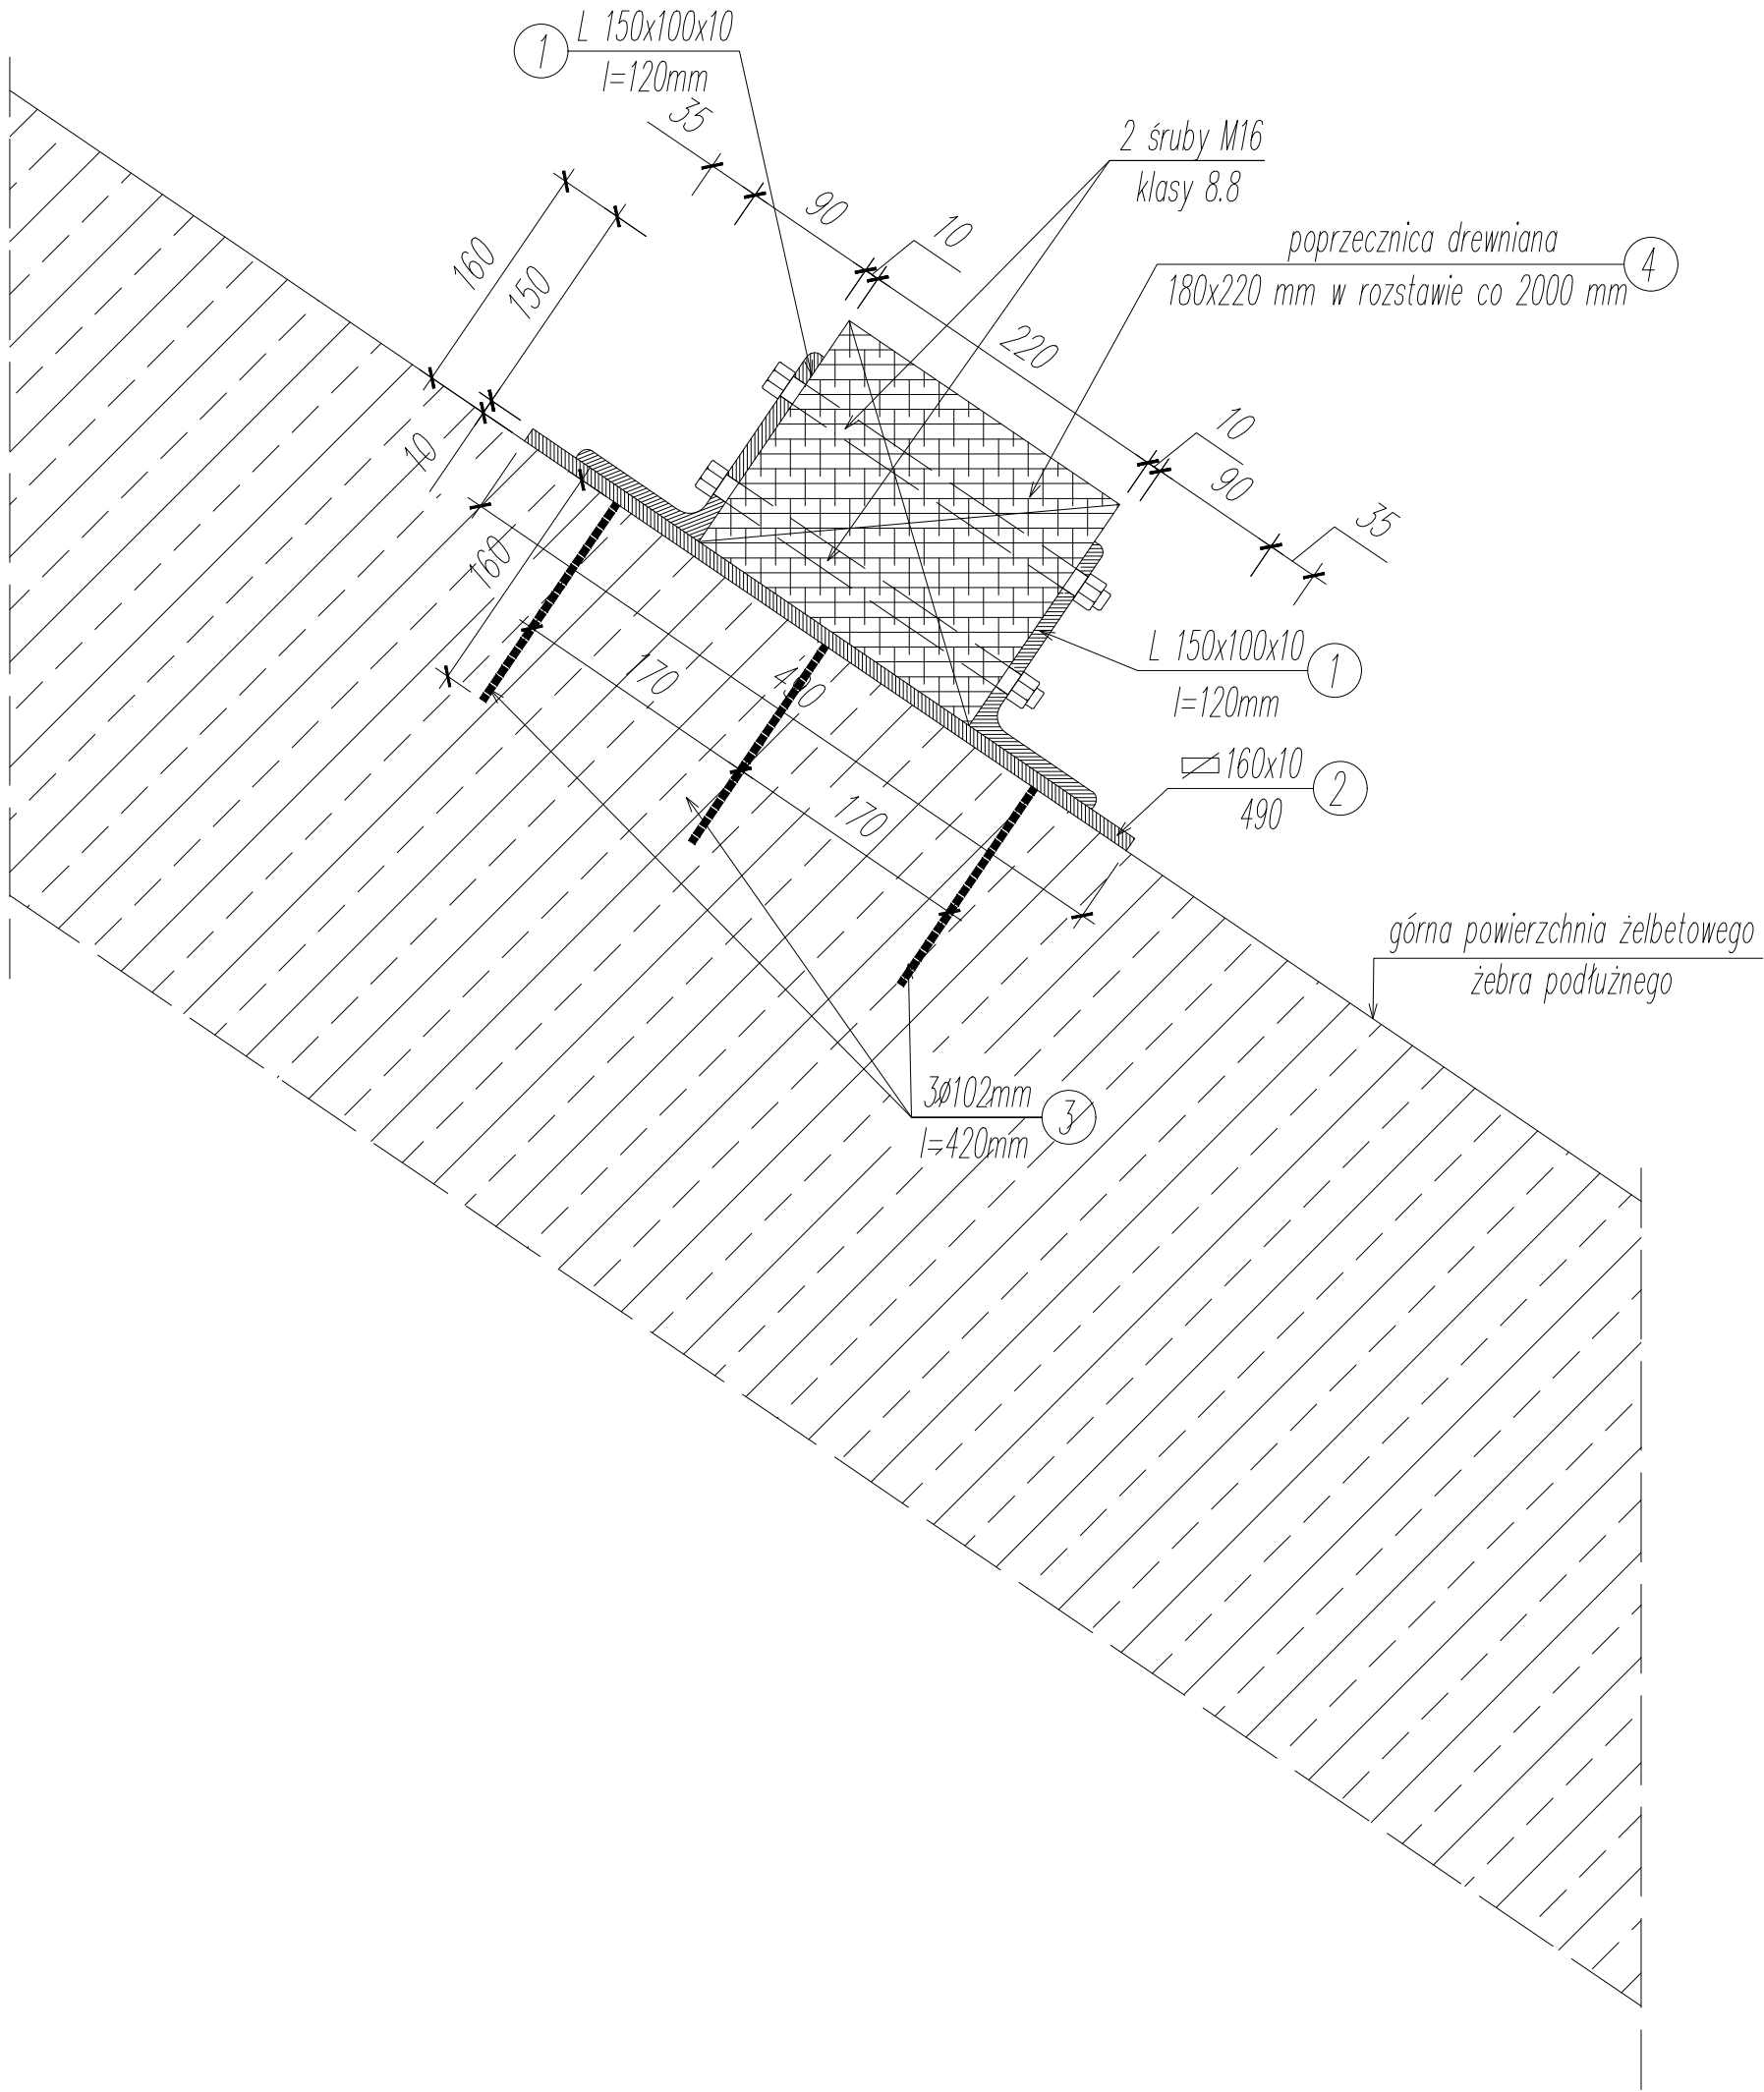 1
L 150x100x10
l=120mm
35
2 śruby M16
klasy 8.8
90
10
poprzecznica drewniana
180x220 mm w rozstawie co 2000 mm
4
160
150
220
10
90
35
10
160
170
490
L 150x100x10
l=120mm
1
160x10
490
2
170
górna powierzchnia żelbetowego
żebra podłużnego
3ø102mm
l=420mm
3